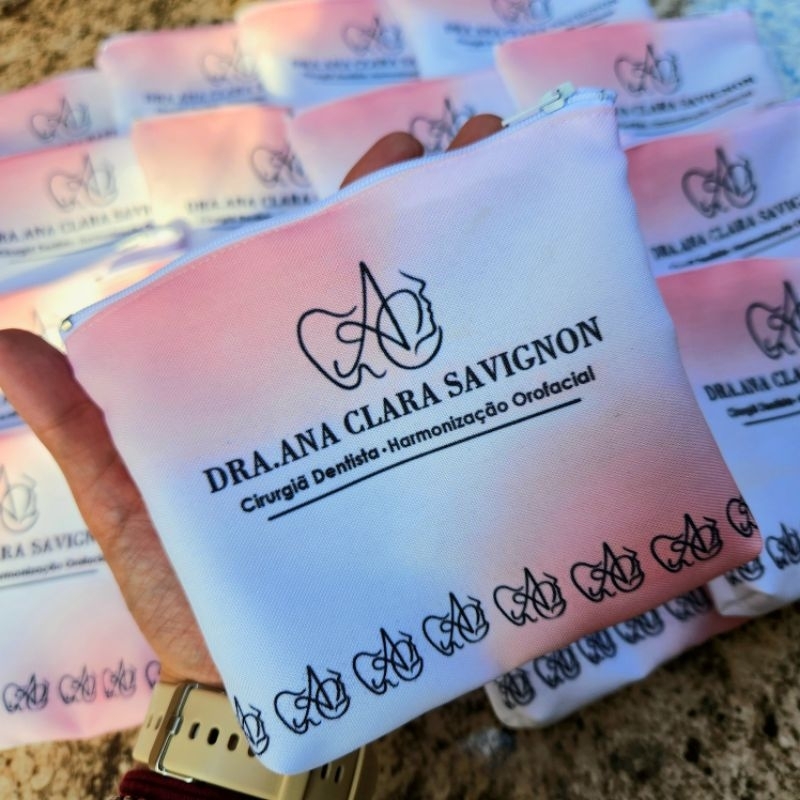 DRA.ANA CLARA SAVIGNON
Cirurgiã Dentista · Harmonização Orofacial